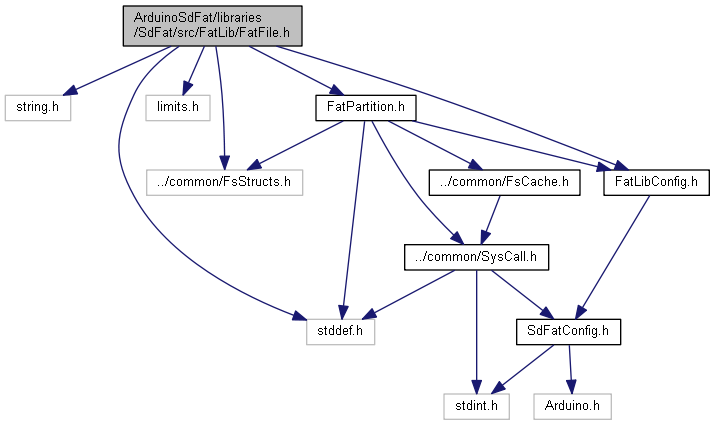 ArduinoSdFat/libraries
/SdFat/src/FatLib/FatFile.h
string.h
limits.h
FatPartition.h
../common/FsStructs.h
../common/FsCache.h
FatLibConfig.h
../common/SysCall.h
stddef.h
SdFatConfig.h
stdint.h
Arduino.h